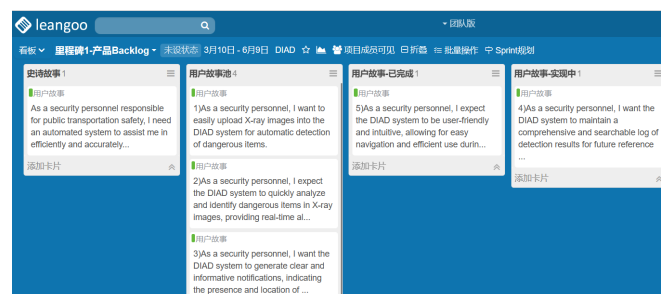 leangoo
团队版
看板 里程碑1-产品Backlog 未设状态 3月10日 - 6月9日 DIAD 项目成员可见 日折叠 批量操作 Sprint规划
史诗故事 1
用户故事
As a security personnel responsible
for public transportation safety, I need
an automated system to assist me in
efficiently and accurately...
添加卡片
用户故事池 4
用户故事
1)As a security personnel, I want to
easily upload X-ray images into the
DIAD system for automatic detection
of dangerous items.
用户故事
2)As a security personnel, I expect
the DIAD system to quickly analyze
and identify dangerous items in X-ray
images, providing real-time al...
用户故事
3)As a security personnel, I want the
DIAD system to generate clear and
informative notifications, indicating
the presence and location of ...
用户故事-已完成 1
用户故事
5)As a security personnel, I expect
the DIAD system to be user-friendly
and intuitive, allowing for easy
navigation and efficient use durin...
添加卡片
用户故事-实现中 1
用户故事
4)As a security personnel, I want the
DIAD system to maintain a
comprehensive and searchable log of
detection results for future reference
...
添加卡片